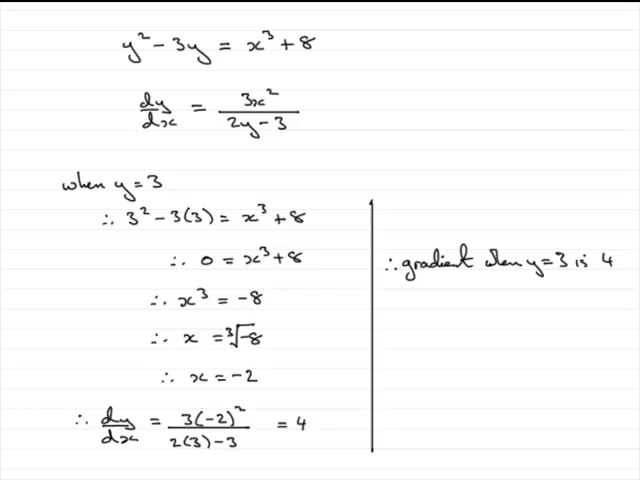 y² - 3y = x³ + 8
dy/dx = 3x²/(2y - 3)
when y = 3
∴ 3² - 3(3) = x³ + 8
∴ 0 = x³ + 8
∴ x³ = -8
∴ x = ³√-8
∴ x = -2
∴ dy/dx = 3(-2)²/(2(3) - 3) = 4
∴ gradient when y = 3 is 4